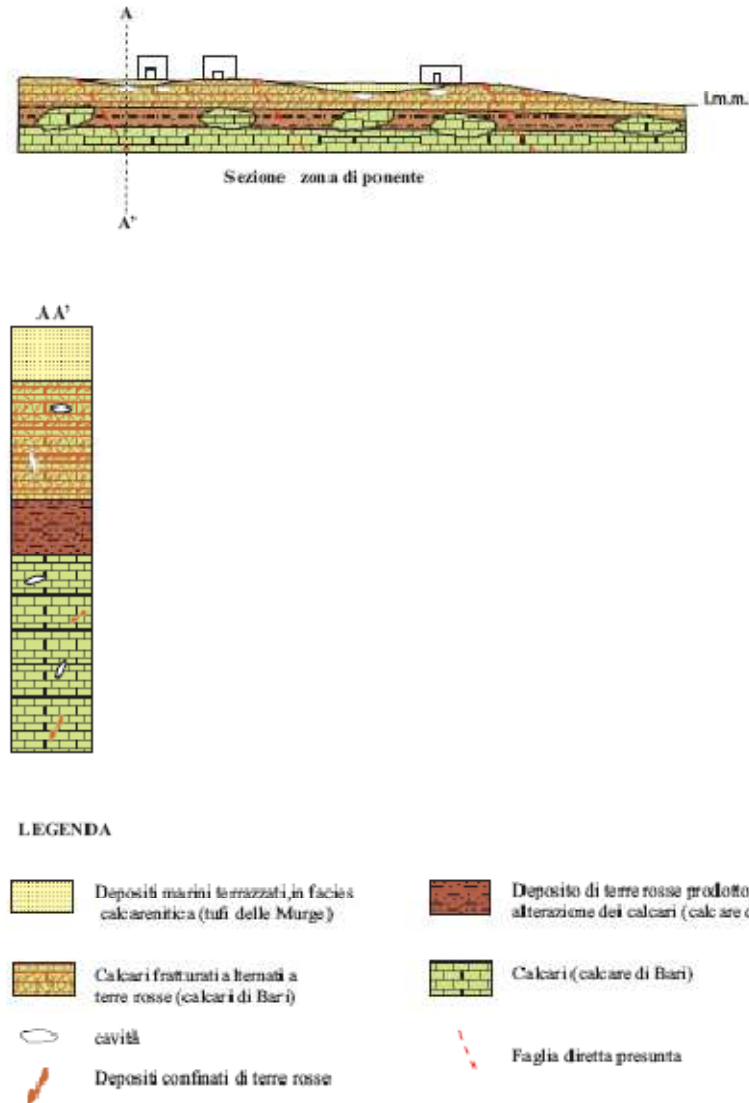 A
l.m.m.
Sezione zona di ponente
A'
AA'
LEGENDA
Depositi marini terrazzati,in facies
calcarenitica (tufi delle Murge)
Deposito di terre rosse prodotto
alterazione dei calcari (calcare
Calcari fratturati alternati a
terre rosse (calcari di Bari)
Calcari (calcare di Bari)
cavità
Faglia diretta presunta
Depositi confinati di terre rosse